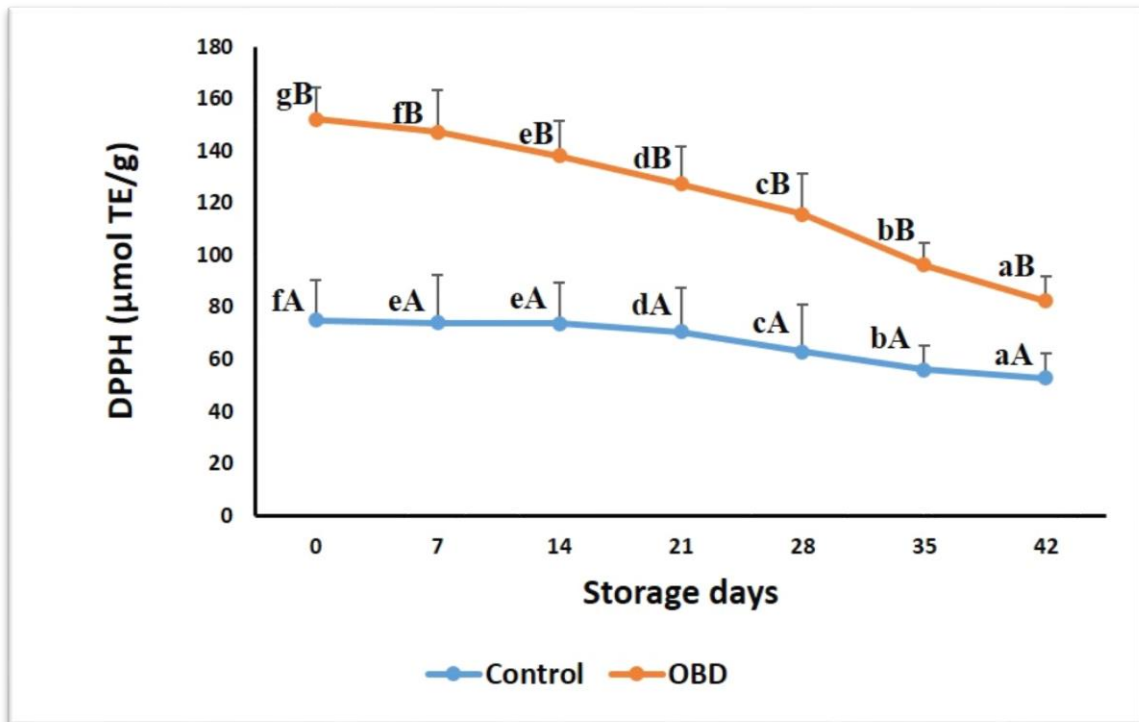 180
160
140
120
100
80
60
40
20
0
DPPH (µmol TE/g)
gB
fB
eB
dB
cB
bB
aB
fA
eA
eA
dA
cA
bA
aA
0 7 14 21 28 35 42
Storage days
Control OBD